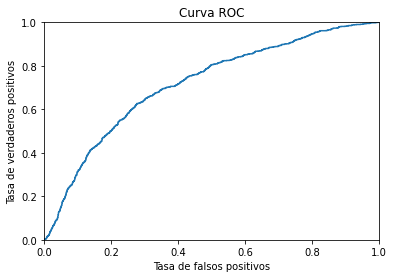 Curva ROC
1.0
0.8
0.6
0.4
0.2
0.0
Tasa de verdaderos positivos
0.0 0.2 0.4 0.6 0.8 1.0
Tasa de falsos positivos